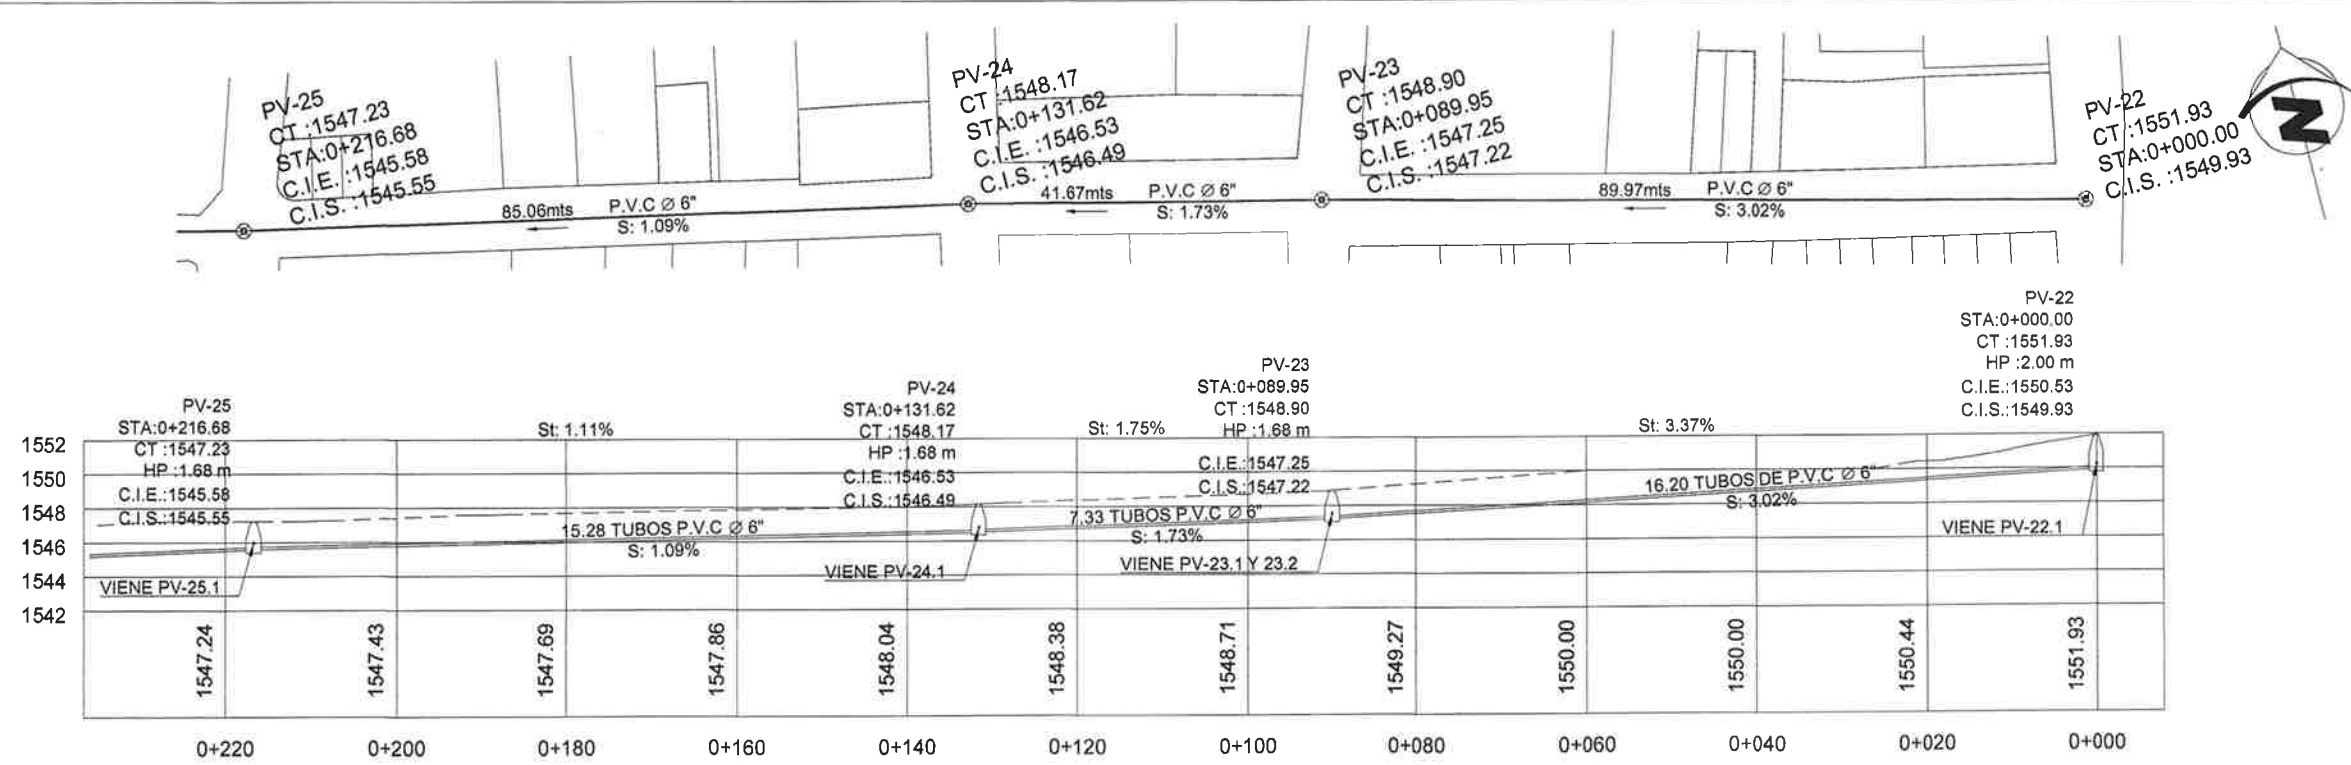 PV-25
CT :1547.23
STA:0+216.68
C.I.E. :1545.58
C.I.S. :1545.55
PV-24
CT :1548.17
STA:0+131.62
C.I.E. :1546.53
C.I.S. :1546.49
PV-23
CT :1548.90
STA:0+089.95
C.I.E. :1547.25
C.I.S. :1547.22
PV-22
CT :1551.93
STA:0+000.00
C.I.S. :1549.93
N
85.06mts P.V.C Ø 6"
S: 1.09%
41.67mts P.V.C Ø 6"
S: 1.73%
89.97mts P.V.C Ø 6"
S: 3.02%
PV-25
STA:0+216.68
CT :1547.23
HP :1.68 m
C.I.E.:1545.58
C.I.S.:1545.55
St: 1.11%
PV-24
STA:0+131.62
CT :1548.17
HP :1.68 m
C.I.E.:1546.53
C.I.S.:1546.49
St: 1.75%
PV-23
STA:0+089.95
CT :1548.90
HP :1.68 m
C.I.E.:1547.25
C.I.S.:1547.22
St: 3.37%
PV-22
STA:0+000.00
CT :1551.93
HP :2.00 m
C.I.E.:1550.53
C.I.S.:1549.93
1552
1550
1548
1546
1544
1542
15.28 TUBOS P.V.C Ø 6"
S: 1.09%
7.33 TUBOS P.V.C Ø 6"
S: 1.73%
16.20 TUBOS DE P.V.C Ø 6"
S: 3.02%
VIENE PV-25.1
VIENE PV-24.1
VIENE PV-23.1 Y 23.2
VIENE PV-22.1
1547.24
1547.43
1547.69
1547.86
1548.04
1548.38
1548.71
1549.27
1550.00
1550.00
1550.44
1551.93
0+220
0+200
0+180
0+160
0+140
0+120
0+100
0+080
0+060
0+040
0+020
0+000